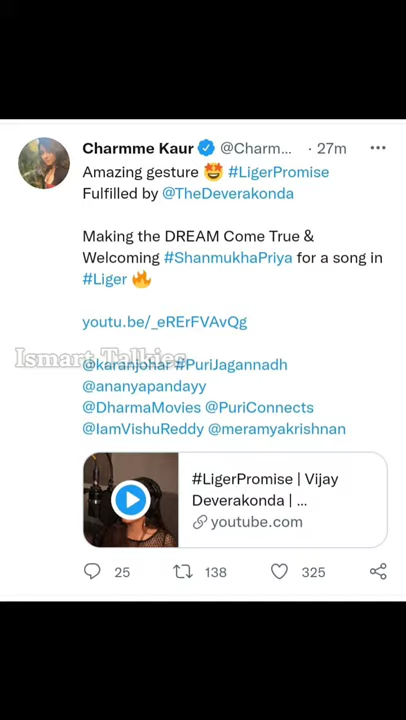 Charmme Kaur @Charm... · 27m
Amazing gesture 🤩 #LigerPromise
Fulfilled by @TheDeverakonda
Making the DREAM Come True &
Welcoming #ShanmukhaPriya for a song in
#Liger 🔥
youtu.be/_eRErFVAvQg
Ismart Talkies
@karanjohar #PuriJagannadh
@ananyapandayy
@DharmaMovies @PuriConnects
@IamVishuReddy @meramyakrishnan
#LigerPromise | Vijay
Deverakonda | ...
youtube.com
25 138 325